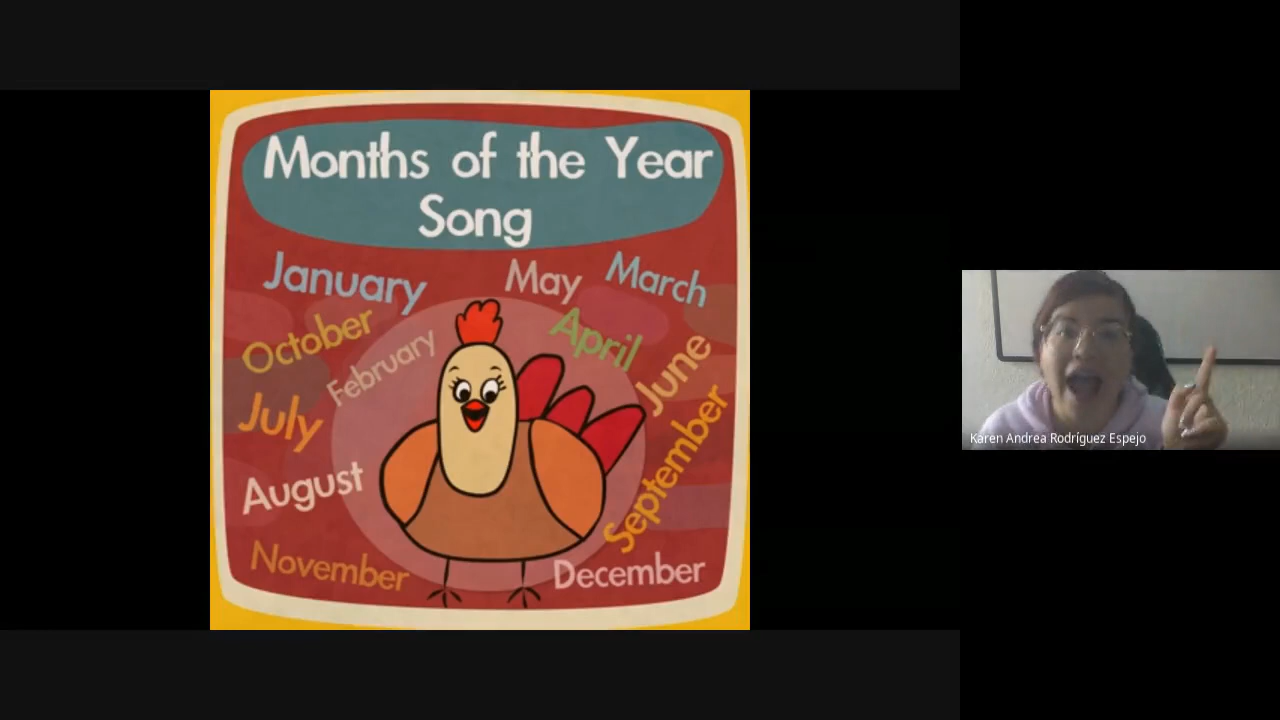 Months of the Year
Song
January
May
March
October
February
April
June
July
September
August
November
December
Karen Andrea Rodríguez Espejo